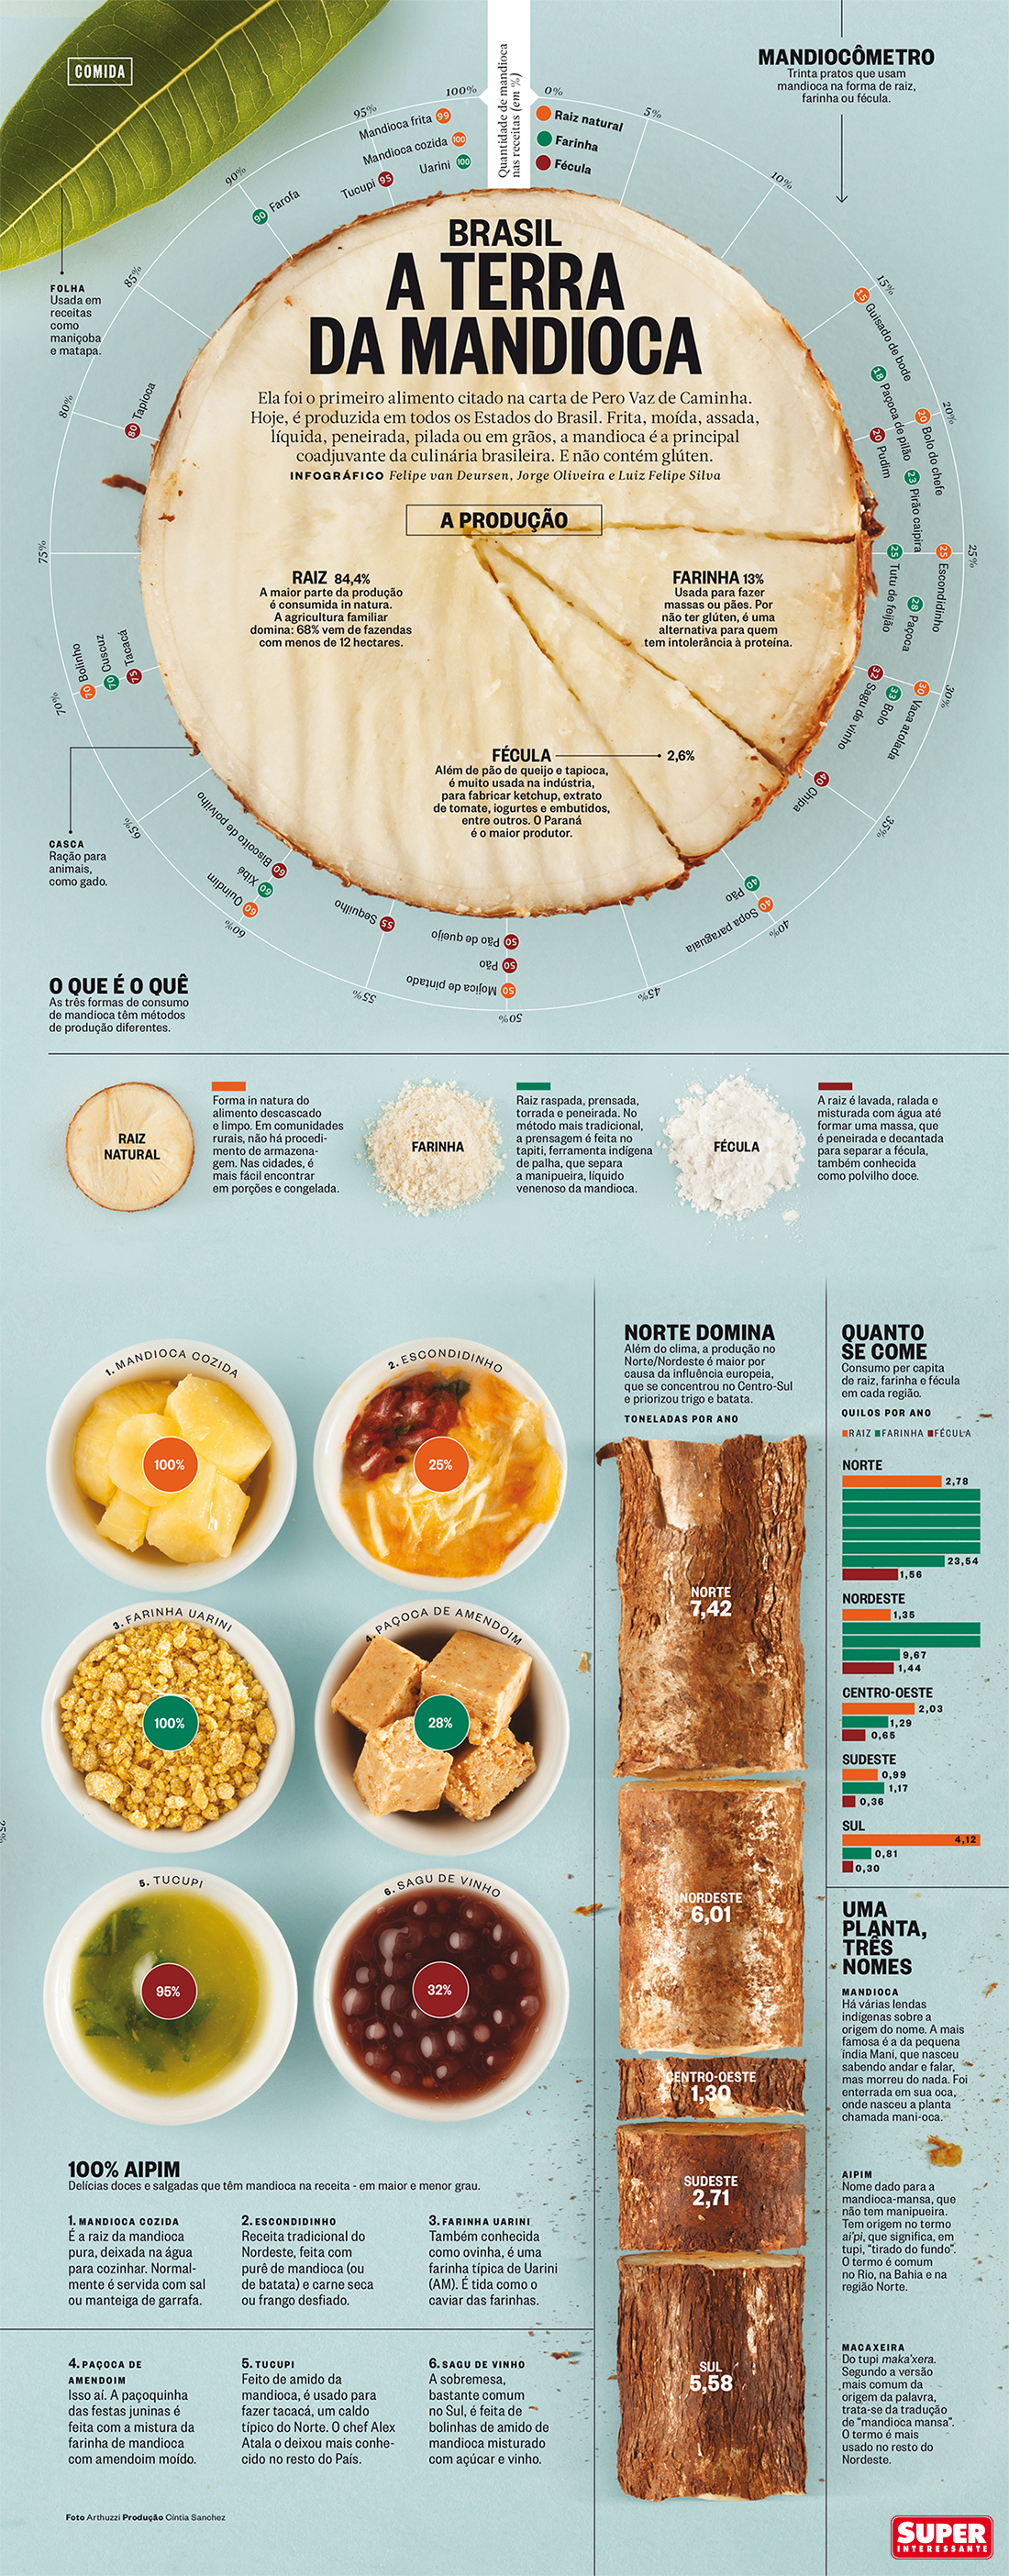 COMIDA
MANDIOCÔMETRO
Trinta pratos que usam
mandioca na forma de raiz,
farinha ou fécula.
Quantidade de mandioca
nas receitas (em %)
0%
5%
10%
15%
20%
25%
30%
35%
40%
45%
50%
55%
60%
65%
70%
75%
80%
85%
90%
95%
100%
Raiz natural
Farinha
Fécula
15 Guisado de bode
18 Paçoca de pilão
20 Bolo do chefe
20 Pudim
23 Pirão caipira
25 Escondidinho
25 Tutu de feijão
28 Paçoca
30 Vaca atolada
33 Bolo
32 Sagu de vinho
40 Chipa
40 Pão
40 Sopa paraguaia
50 Pão de queijo
50 Pão
50 Mojica de pintado
55 Sequilho
60 Biscoito de polvilho
60 Xibé
60 Quindim
70 Bolinho
70 Cuscuz
75 Tacacá
80 Tapioca
90 Farofa
Tucupi 95
Mandioca frita 99
Mandioca cozida 100
Uarini 100
FOLHA
Usada em
receitas
como
maniçoba
e matapa.
BRASIL
A TERRA
DA MANDIOCA
Ela foi o primeiro alimento citado na carta de Pero Vaz de Caminha.
Hoje, é produzida em todos os Estados do Brasil. Frita, moída, assada,
líquida, peneirada, pilada ou em grãos, a mandioca é a principal
coadjuvante da culinária brasileira. E não contém glúten.
INFOGRÁFICO Felipe van Deursen, Jorge Oliveira e Luiz Felipe Silva
A PRODUÇÃO
RAIZ 84,4%
A maior parte da produção
é consumida in natura.
A agricultura familiar
domina: 68% vem de fazendas
com menos de 12 hectares.
FARINHA 13%
Usada para fazer
massas ou pães. Por
não ter glúten, é uma
alternativa para quem
tem intolerância à proteína.
FÉCULA 2,6%
Além de pão de queijo e tapioca,
é muito usada na indústria,
para fabricar ketchup, extrato
de tomate, iogurtes e embutidos,
entre outros. O Paraná
é o maior produtor.
CASCA
Ração para
animais,
como gado.
O QUE É O QUÊ
As três formas de consumo
de mandioca têm métodos
de produção diferentes.
RAIZ
NATURAL
Forma in natura do
alimento descascado
e limpo. Em comunidades
rurais, não há procedi-
mento de armazena-
gem. Nas cidades, é
mais fácil encontrar
em porções e congelada.
FARINHA
Raiz raspada, prensada,
torrada e peneirada. No
método mais tradicional,
a prensagem é feita no
tapiti, ferramenta indígena
de palha, que separa
a manipueira, líquido
venenoso da mandioca.
FÉCULA
A raiz é lavada, ralada e
misturada com água até
formar uma massa, que
é peneirada e decantada
para separar a fécula,
também conhecida
como polvilho doce.
1. MANDIOCA COZIDA
100%
2. ESCONDIDINHO
25%
3. FARINHA UARINI
100%
4. PAÇOCA DE AMENDOIM
28%
5. TUCUPI
95%
6. SAGU DE VINHO
32%
25%
100% AIPIM
Delícias doces e salgadas que têm mandioca na receita - em maior e menor grau.
1. MANDIOCA COZIDA
É a raiz da mandioca
pura, deixada na água
para cozinhar. Normal-
mente é servida com sal
ou manteiga de garrafa.
2. ESCONDIDINHO
Receita tradicional do
Nordeste, feita com
purê de mandioca (ou
de batata) e carne seca
ou frango desfiado.
3. FARINHA UARINI
Também conhecida
como ovinha, é uma
farinha típica de Uarini
(AM). É tida como o
caviar das farinhas.
4. PAÇOCA DE
AMENDOIM
Isso aí. A paçoquinha
das festas juninas é
feita com a mistura da
farinha de mandioca
com amendoim moído.
5. TUCUPI
Feito de amido da
mandioca, é usado para
fazer tacacá, um caldo
típico do Norte. O chef Alex
Atala o deixou mais conhe-
cido no resto do País.
6. SAGU DE VINHO
A sobremesa,
bastante comum
no Sul, é feita de
bolinhas de amido de
mandioca misturado
com açúcar e vinho.
NORTE DOMINA
Além do clima, a produção no
Norte/Nordeste é maior por
causa da influência europeia,
que se concentrou no Centro-Sul
e priorizou trigo e batata.
TONELADAS POR ANO
NORTE
7,42
NORDESTE
6,01
CENTRO-OESTE
1,30
SUDESTE
2,71
SUL
5,58
QUANTO
SE COME
Consumo per capita
de raiz, farinha e fécula
em cada região.
QUILOS POR ANO
RAIZ FARINHA FÉCULA
NORTE
2,78
23,54
1,56
NORDESTE
1,35
9,67
1,44
CENTRO-OESTE
2,03
1,29
0,65
SUDESTE
0,99
1,17
0,36
SUL
4,12
0,81
0,30
UMA
PLANTA,
TRÊS
NOMES
MANDIOCA
Há várias lendas
indígenas sobre a
origem do nome. A mais
famosa é a da pequena
índia Mani, que nasceu
sabendo andar e falar,
mas morreu do nada. Foi
enterrada em sua oca,
onde nasceu a planta
chamada mani-oca.
AIPIM
Nome dado para a
mandioca-mansa, que
não tem manipueira.
Tem origem no termo
ai'pi, que significa, em
tupi, "tirado do fundo".
O termo é comum
no Rio, na Bahia e na
região Norte.
MACAXEIRA
Do tupi maka'xera.
Segundo a versão
mais comum da
origem da palavra,
trata-se da tradução
de "mandioca mansa".
O termo é mais
usado no resto do
Nordeste.
Foto Arthuzzi Produção Cíntia Sanchez
SUPER
INTERESSANTE